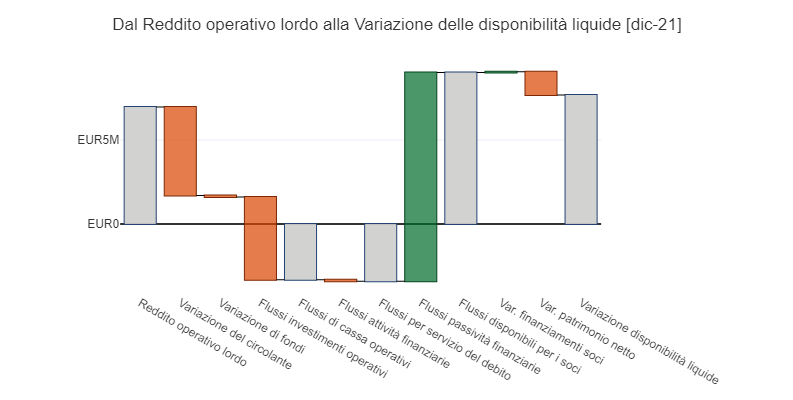 Dal Reddito operativo lordo alla Variazione delle disponibilità liquide [dic-21]
EUR5M
EUR0
Reddito operativo lordo
Variazione del circolante
Variazione di fondi
Flussi investimenti operativi
Flussi di cassa operativi
Flussi attività finanziarie
Flussi per servizio del debito
Flussi passività finanziarie
Flussi disponibili per i soci
Var. finanziamenti soci
Var. patrimonio netto
Variazione disponibilità liquide